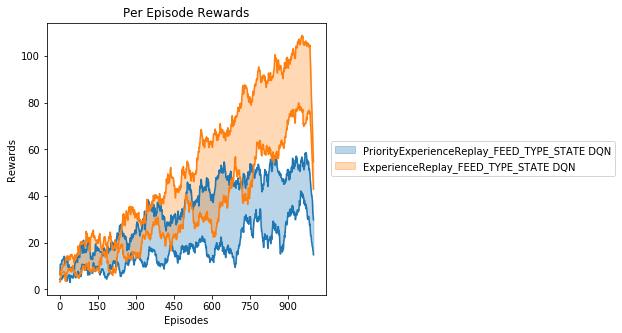 Per Episode Rewards
Rewards
100
80
60
40
20
0
0 150 300 450 600 750 900
Episodes
PriorityExperienceReplay_FEED_TYPE_STATE DQN
ExperienceReplay_FEED_TYPE_STATE DQN